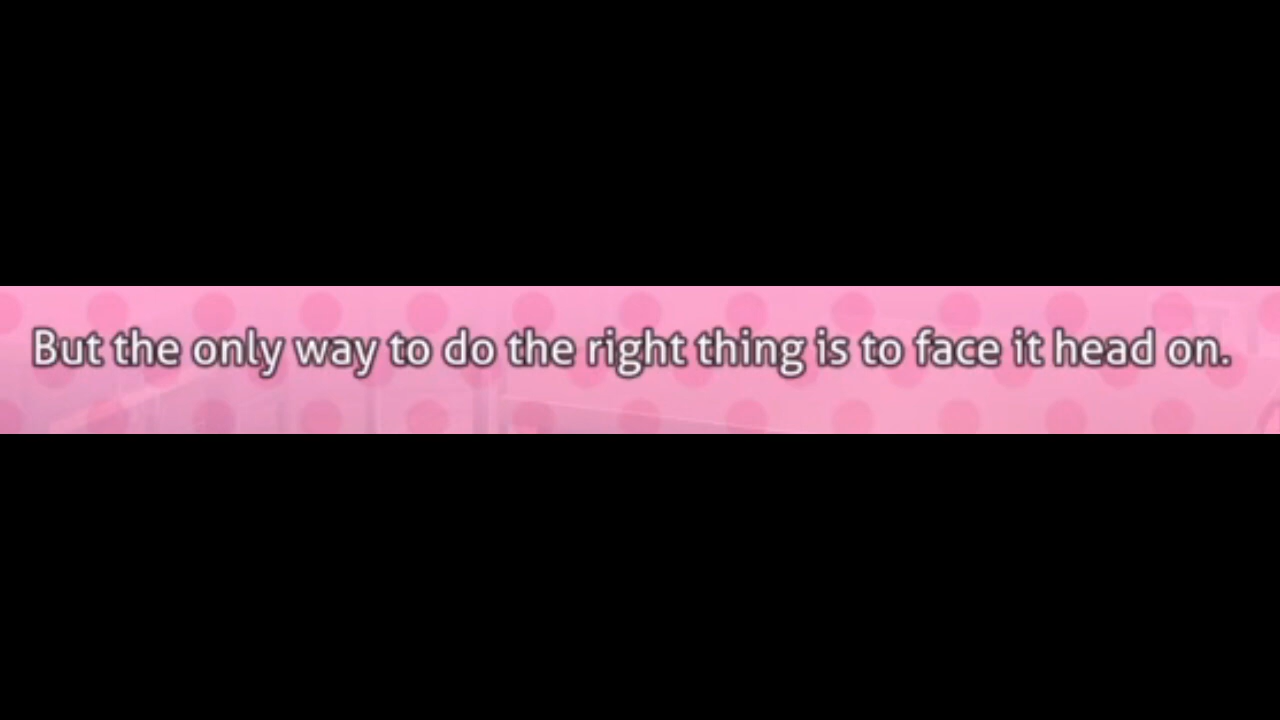 But the only way to do the right thing is to face it head on.